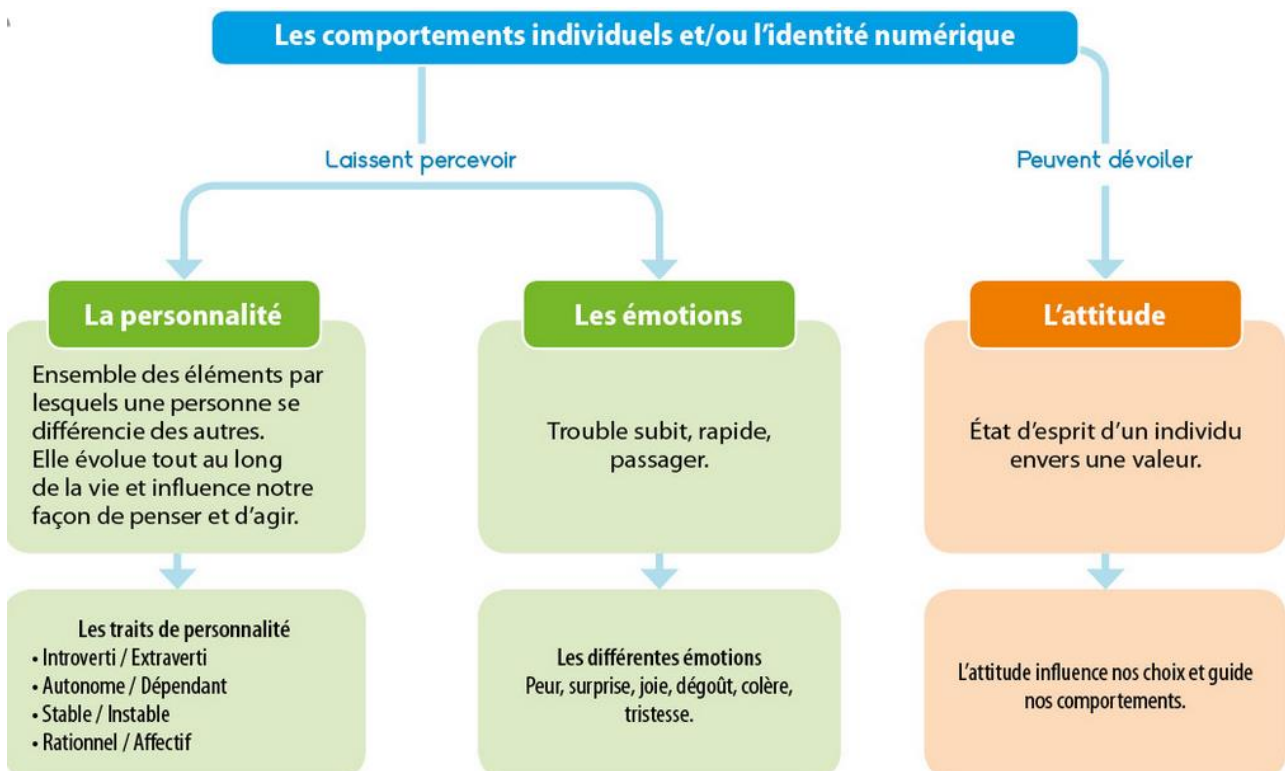 Les comportements individuels et/ou l’identité numérique
Laissent percevoir
Peuvent dévoiler
La personnalité
Ensemble des éléments par
lesquels une personne se
différencie des autres.
Elle évolue tout au long
de la vie et influence notre
façon de penser et d’agir.
Les traits de personnalité
• Introverti / Extraverti
• Autonome / Dépendant
• Stable / Instable
• Rationnel / Affectif
Les émotions
Trouble subit, rapide,
passager.
Les différentes émotions
Peur, surprise, joie, dégoût, colère,
tristesse.
L’attitude
État d’esprit d’un individu
envers une valeur.
L’attitude influence nos choix et guide
nos comportements.